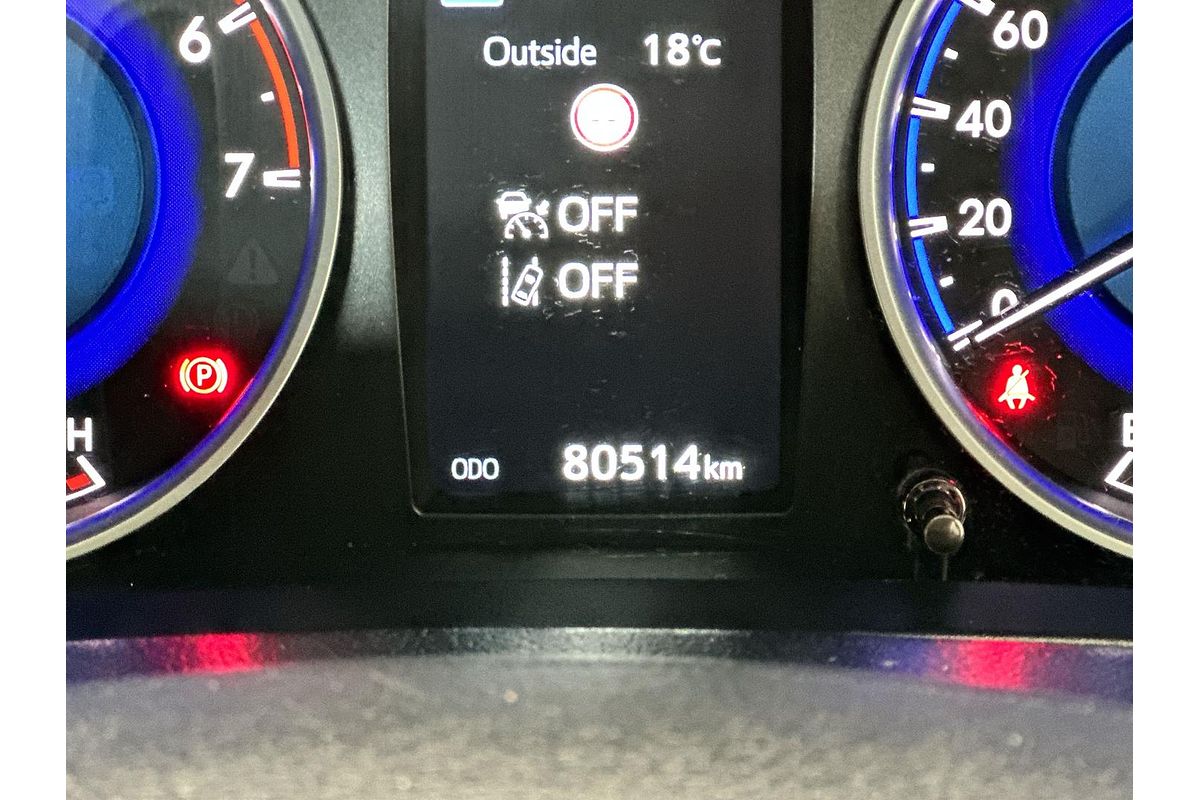 6
7
H
Outside 18°C
--
OFF
OFF
ODO 80514km
60
40
20
0
P
E